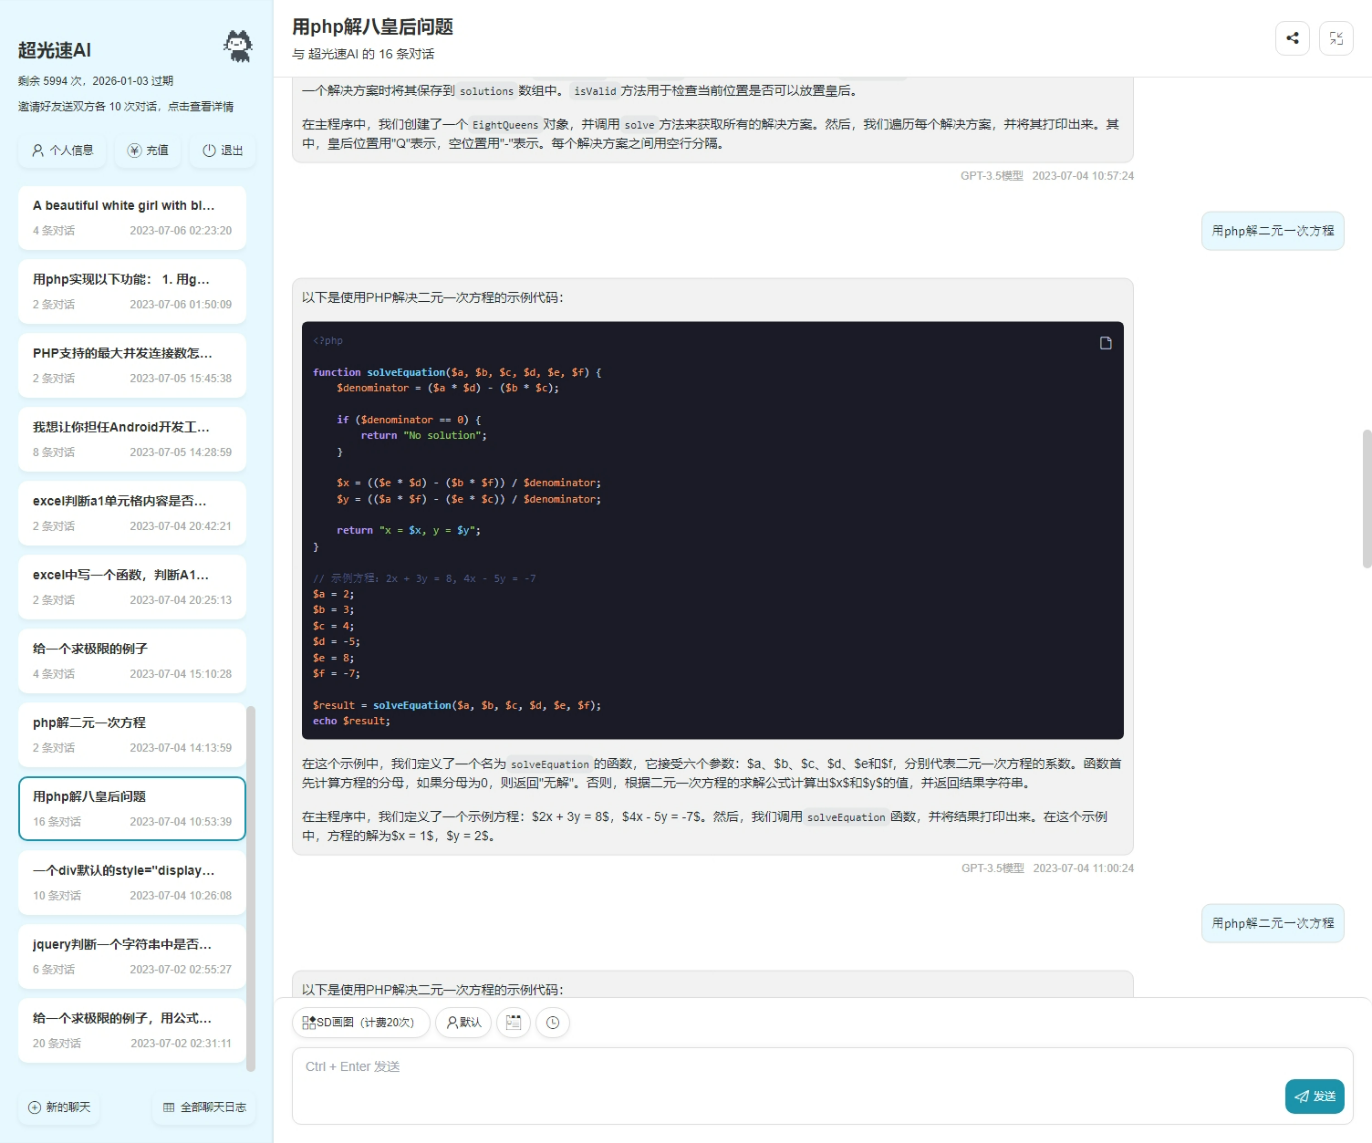 超光速AI
剩余 5994 次，2026-01-03 过期
邀请好友送双方各 10 次对话，点击查看详情
个人信息
充值
退出
A beautiful white girl with bl...
4 条对话 2023-07-06 02:23:20
用php实现以下功能： 1. 用g...
2 条对话 2023-07-06 01:50:09
PHP支持的最大并发连接数怎...
2 条对话 2023-07-05 15:45:38
我想让你担任Android开发工...
8 条对话 2023-07-05 14:28:59
excel判断a1单元格内容是否...
2 条对话 2023-07-04 20:42:21
excel中写一个函数，判断A1...
2 条对话 2023-07-04 20:25:13
给一个求极限的例子
4 条对话 2023-07-04 15:10:28
php解二元一次方程
2 条对话 2023-07-04 14:13:59
用php解八皇后问题
16 条对话 2023-07-04 10:53:39
一个div默认的style="display...
10 条对话 2023-07-04 10:26:08
jquery判断一个字符串中是否...
6 条对话 2023-07-02 02:55:27
给一个求极限的例子，用公式...
20 条对话 2023-07-02 02:31:11
新的聊天
全部聊天日志
用php解八皇后问题
与 超光速AI 的 16 条对话
一个解决方案时将其保存到 solutions 数组中。 isValid 方法用于检查当前位置是否可以放置皇后。
在主程序中，我们创建了一个 EightQueens 对象，并调用 solve 方法来获取所有的解决方案。然后，我们遍历每个解决方案，并将其打印出来。其
中，皇后位置用"Q"表示，空位置用"-"表示。每个解决方案之间用空行分隔。
GPT-3.5模型 2023-07-04 10:57:24
用php解二元一次方程
以下是使用PHP解决二元一次方程的示例代码：
<?php
function solveEquation($a, $b, $c, $d, $e, $f) {
$denominator = ($a * $d) - ($b * $c);
if ($denominator == 0) {
return "No solution";
}
$x = (($e * $d) - ($b * $f)) / $denominator;
$y = (($a * $f) - ($e * $c)) / $denominator;
return "x = $x, y = $y";
}
// 示例方程：2x + 3y = 8, 4x - 5y = -7
$a = 2;
$b = 3;
$c = 4;
$d = -5;
$e = 8;
$f = -7;
$result = solveEquation($a, $b, $c, $d, $e, $f);
echo $result;
在这个示例中，我们定义了一个名为 solveEquation 的函数，它接受六个参数：$a、$b、$c、$d、$e和$f，分别代表二元一次方程的系数。函数首
先计算方程的分母，如果分母为0，则返回"无解"。否则，根据二元一次方程的求解公式计算出$x$和$y$的值，并返回结果字符串。
在主程序中，我们定义了一个示例方程：$2x + 3y = 8$，$4x - 5y = -7$。然后，我们调用 solveEquation 函数，并将结果打印出来。在这个示例
中，方程的解为$x = 1$，$y = 2$。
GPT-3.5模型 2023-07-04 11:00:24
用php解二元一次方程
以下是使用PHP解决二元一次方程的示例代码：
SD画图（计费20次）
默认
Ctrl + Enter 发送
发送